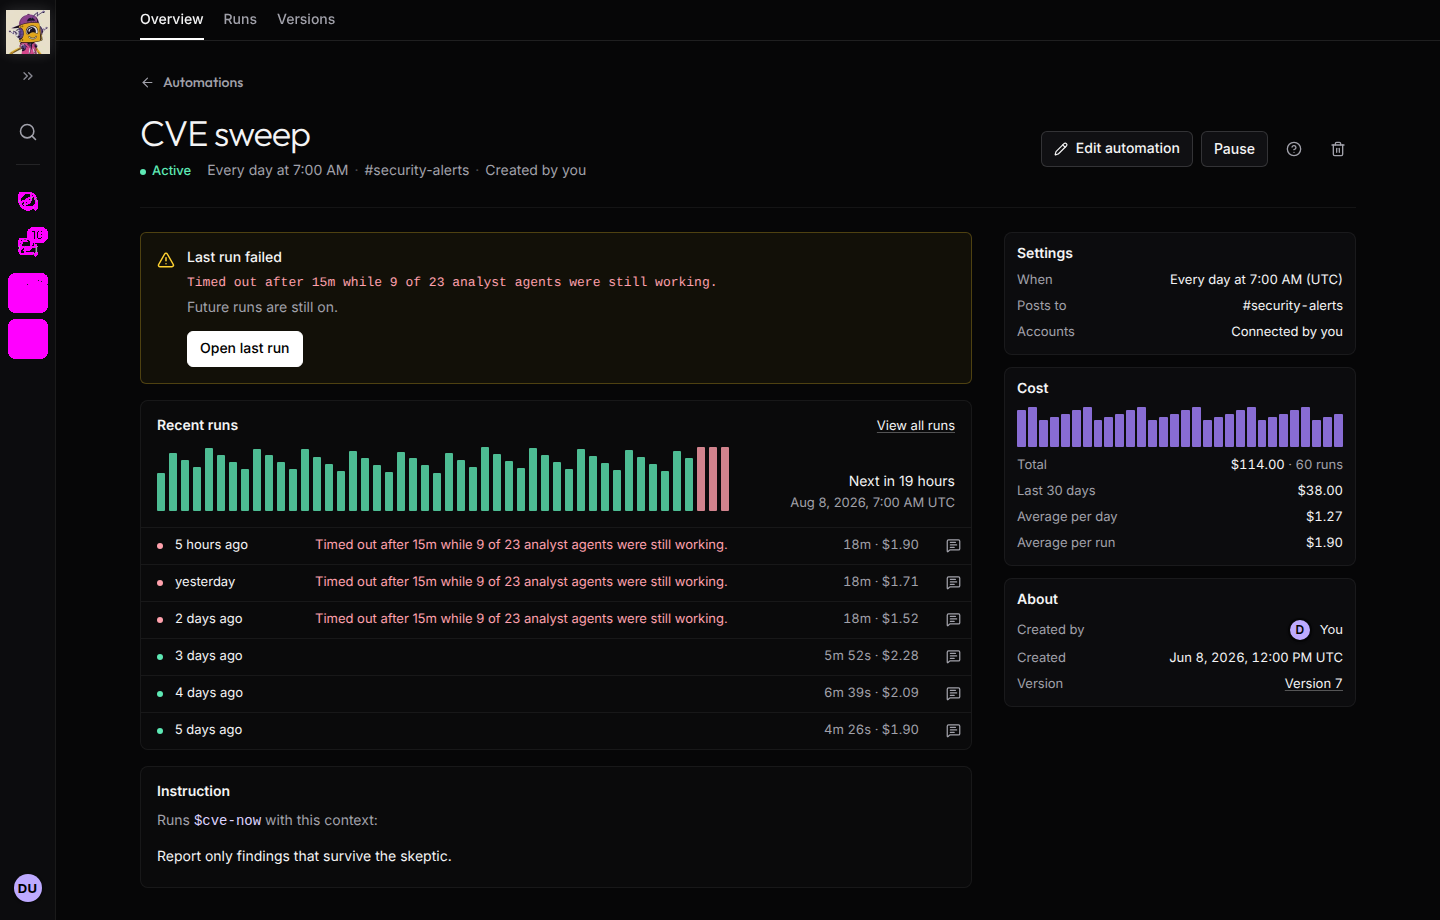 Overview Runs Versions
Automations
CVE sweep
Active Every day at 7:00 AM · #security-alerts · Created by you
Edit automation Pause
Last run failed
Timed out after 15m while 9 of 23 analyst agents were still working.
Future runs are still on.
Open last run
Recent runs View all runs
Next in 19 hours
Aug 8, 2026, 7:00 AM UTC
5 hours ago Timed out after 15m while 9 of 23 analyst agents were still working. 18m · $1.90
yesterday Timed out after 15m while 9 of 23 analyst agents were still working. 18m · $1.71
2 days ago Timed out after 15m while 9 of 23 analyst agents were still working. 18m · $1.52
3 days ago 5m 52s · $2.28
4 days ago 6m 39s · $2.09
5 days ago 4m 26s · $1.90
Instruction
Runs $cve-now with this context:
Report only findings that survive the skeptic.
Settings
When Every day at 7:00 AM (UTC)
Posts to #security-alerts
Accounts Connected by you
Cost
Total $114.00 · 60 runs
Last 30 days $38.00
Average per day $1.27
Average per run $1.90
About
Created by D You
Created Jun 8, 2026, 12:00 PM UTC
Version Version 7
DU